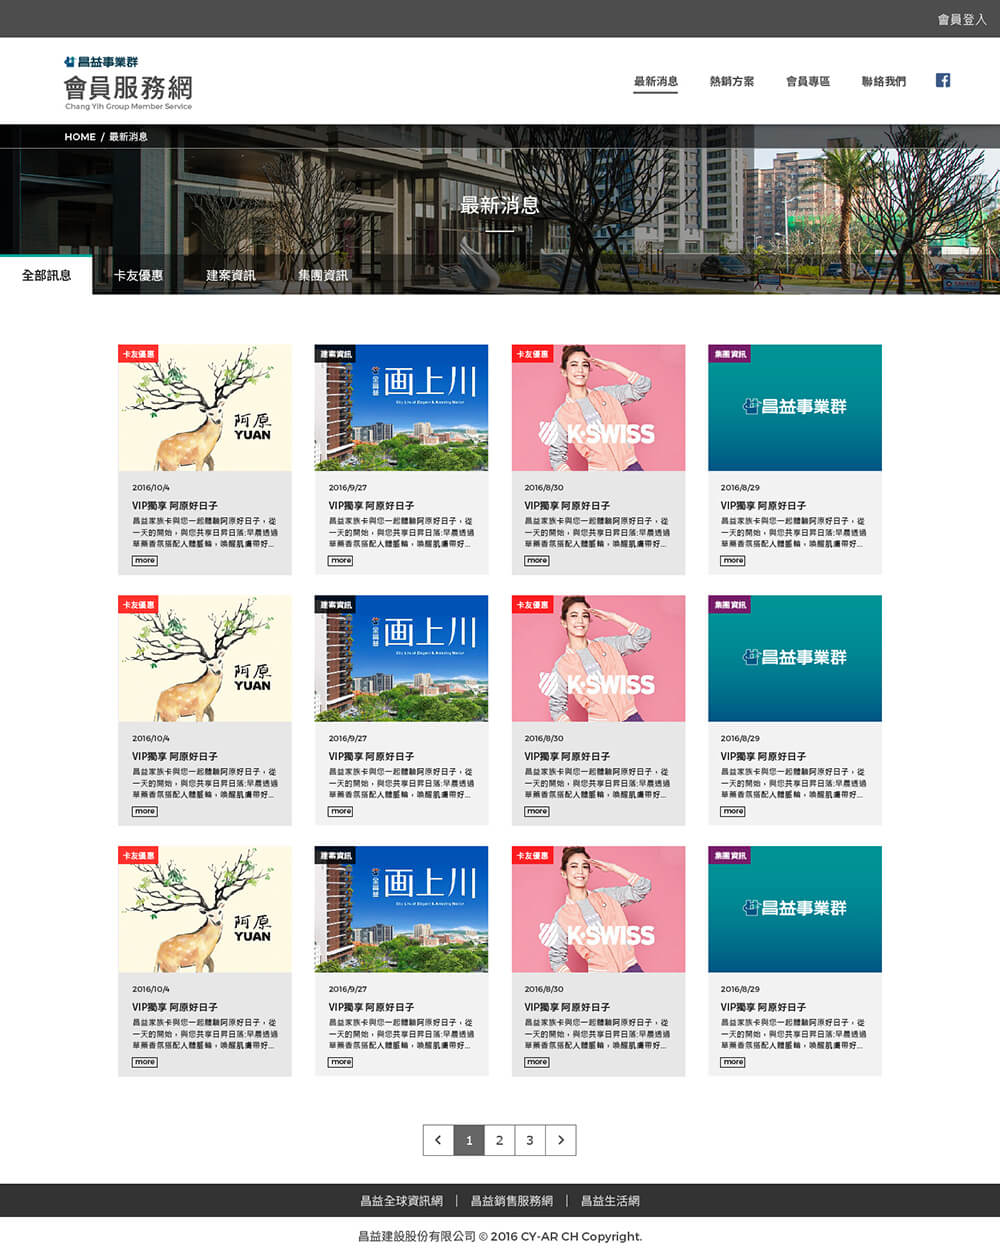 會員登入
昌益事業群
會員服務網
Chang Yih Group Member Service
最新消息 熱銷方案 會員專區 聯絡我們
HOME / 最新消息
最新消息
全部訊息 卡友優惠 建案資訊 集團資訊
卡友優惠
阿原
YUAN
2016/10/4
VIP獨享 阿原好日子
昌益家族卡與您一起體驗阿原好日子，從
一天的開始，與您共享日昇日落:早晨透過
草藥香氛搭配人體脈輪，喚醒肌膚帶好...
more
建案資訊
画上川
2016/9/27
VIP獨享 阿原好日子
昌益家族卡與您一起體驗阿原好日子，從
一天的開始，與您共享日昇日落:早晨透過
草藥香氛搭配人體脈輪，喚醒肌膚帶好...
more
卡友優惠
K·SWISS
2016/8/30
VIP獨享 阿原好日子
昌益家族卡與您一起體驗阿原好日子，從
一天的開始，與您共享日昇日落:早晨透過
草藥香氛搭配人體脈輪，喚醒肌膚帶好...
more
集團資訊
昌益事業群
2016/8/29
VIP獨享 阿原好日子
昌益家族卡與您一起體驗阿原好日子，從
一天的開始，與您共享日昇日落:早晨透過
草藥香氛搭配人體脈輪，喚醒肌膚帶好...
more
卡友優惠
阿原
YUAN
2016/10/4
VIP獨享 阿原好日子
昌益家族卡與您一起體驗阿原好日子，從
一天的開始，與您共享日昇日落:早晨透過
草藥香氛搭配人體脈輪，喚醒肌膚帶好...
more
建案資訊
画上川
2016/9/27
VIP獨享 阿原好日子
昌益家族卡與您一起體驗阿原好日子，從
一天的開始，與您共享日昇日落:早晨透過
草藥香氛搭配人體脈輪，喚醒肌膚帶好...
more
卡友優惠
K·SWISS
2016/8/30
VIP獨享 阿原好日子
昌益家族卡與您一起體驗阿原好日子，從
一天的開始，與您共享日昇日落:早晨透過
草藥香氛搭配人體脈輪，喚醒肌膚帶好...
more
集團資訊
昌益事業群
2016/8/29
VIP獨享 阿原好日子
昌益家族卡與您一起體驗阿原好日子，從
一天的開始，與您共享日昇日落:早晨透過
草藥香氛搭配人體脈輪，喚醒肌膚帶好...
more
卡友優惠
阿原
YUAN
2016/10/4
VIP獨享 阿原好日子
昌益家族卡與您一起體驗阿原好日子，從
一天的開始，與您共享日昇日落:早晨透過
草藥香氛搭配人體脈輪，喚醒肌膚帶好...
more
建案資訊
画上川
2016/9/27
VIP獨享 阿原好日子
昌益家族卡與您一起體驗阿原好日子，從
一天的開始，與您共享日昇日落:早晨透過
草藥香氛搭配人體脈輪，喚醒肌膚帶好...
more
卡友優惠
K·SWISS
2016/8/30
VIP獨享 阿原好日子
昌益家族卡與您一起體驗阿原好日子，從
一天的開始，與您共享日昇日落:早晨透過
草藥香氛搭配人體脈輪，喚醒肌膚帶好...
more
集團資訊
昌益事業群
2016/8/29
VIP獨享 阿原好日子
昌益家族卡與您一起體驗阿原好日子，從
一天的開始，與您共享日昇日落:早晨透過
草藥香氛搭配人體脈輪，喚醒肌膚帶好...
more
< 1 2 3 >
昌益全球資訊網 | 昌益銷售服務網 | 昌益生活網
昌益建設股份有限公司 © 2016 CY-AR CH Copyright.